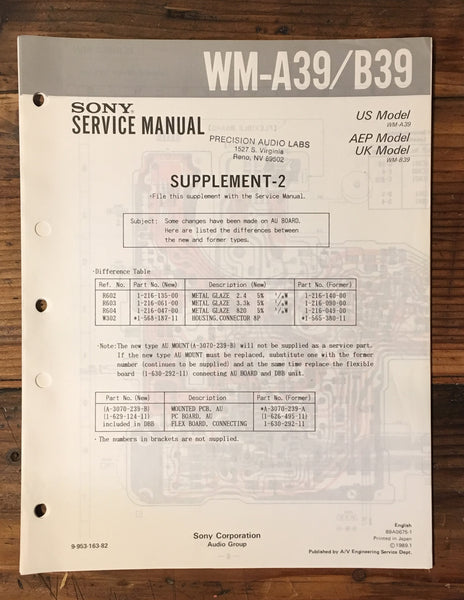 WM-A39/B39
SONY®
SERVICE MANUAL
US Model
WM-A39
AEP Model
UK Model
WM-B39
PRECISION AUDIO LABS
1527 S. Virginia
Reno, NV 89502
SUPPLEMENT-2
·File this supplement with the Service Manual.
Subject: Some changes have been made on AU BOARD.
Here are listed the differences between
the new and former types.
·Difference Table
Ref. No. Part No.(New) Description (New) Part No.(Former)
R602 1-216-135-00 METAL GLAZE 2.4 5% 1/8W 1-216-140-00
R603 1-216-061-00 METAL GLAZE 3.3k 5% 1/8W 1-216-090-00
R604 1-216-047-00 METAL GLAZE 820 5% 1/8W 1-216-049-00
W302 *1-568-187-11 HOUSING,CONNECTOR 8P *1-565-380-11
·Note:The new type AU MOUNT(A-3070-239-B) will not be supplied as a service part.
If the new type AU MOUNT must be replaced, substitute one with the former
number (continues to be supplied) and at the same time replace the flexible
board (1-630-292-11) connecting AU BOARD and DBB unit.
Part No.(New) Description Part No.(Former)
(A-3070-239-B) MOUNTED PCB, AU *A-3070-239-A
(1-629-124-11) PC BOARD, AU (1-626-495-11)
included in DBB FLEX BOARD, CONNECTING 1-630-292-11
·The numbers in brackets are not supplied.
9-953-163-82
Sony Corporation
Audio Group
English
89A0675-1
Printed in Japan
©1989.1
Published by A/V Engineering Service Dept.